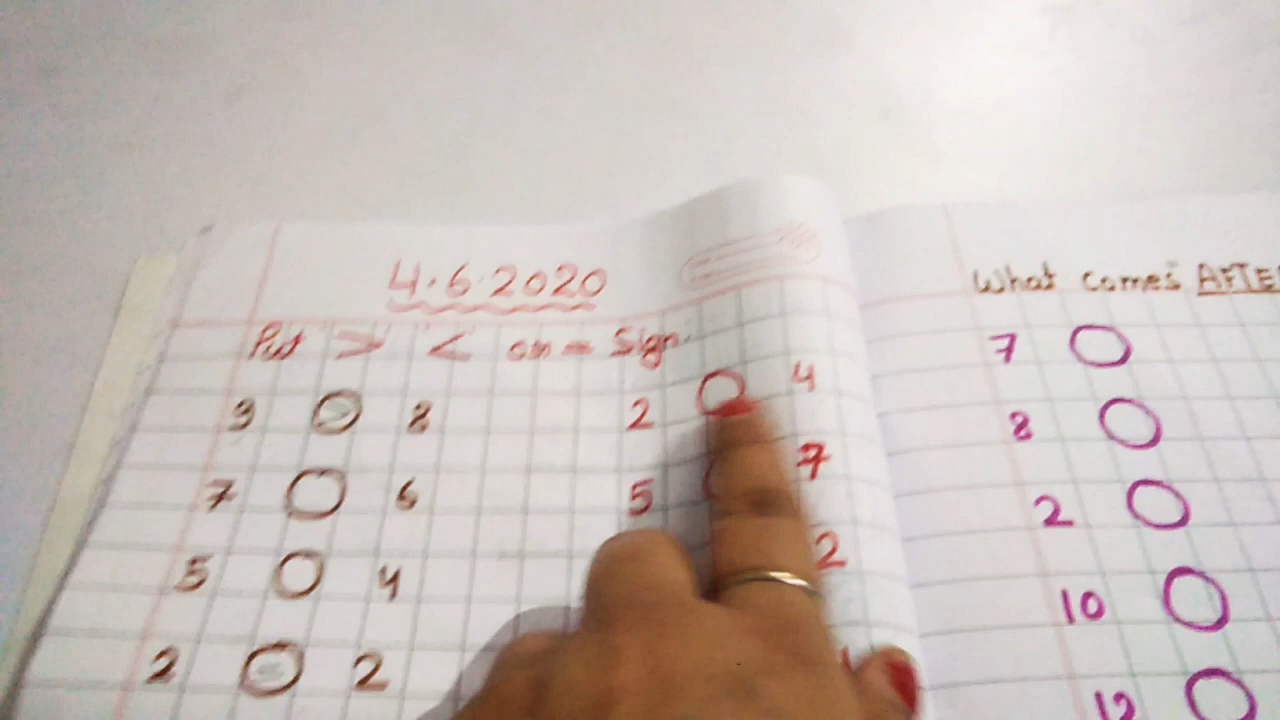 4.6.2020
Put > < or = Sign.
9 > 8
7 6
5 4
2 = 2
2 4
5 7
2
What comes AFTE
7
8
2
10
12